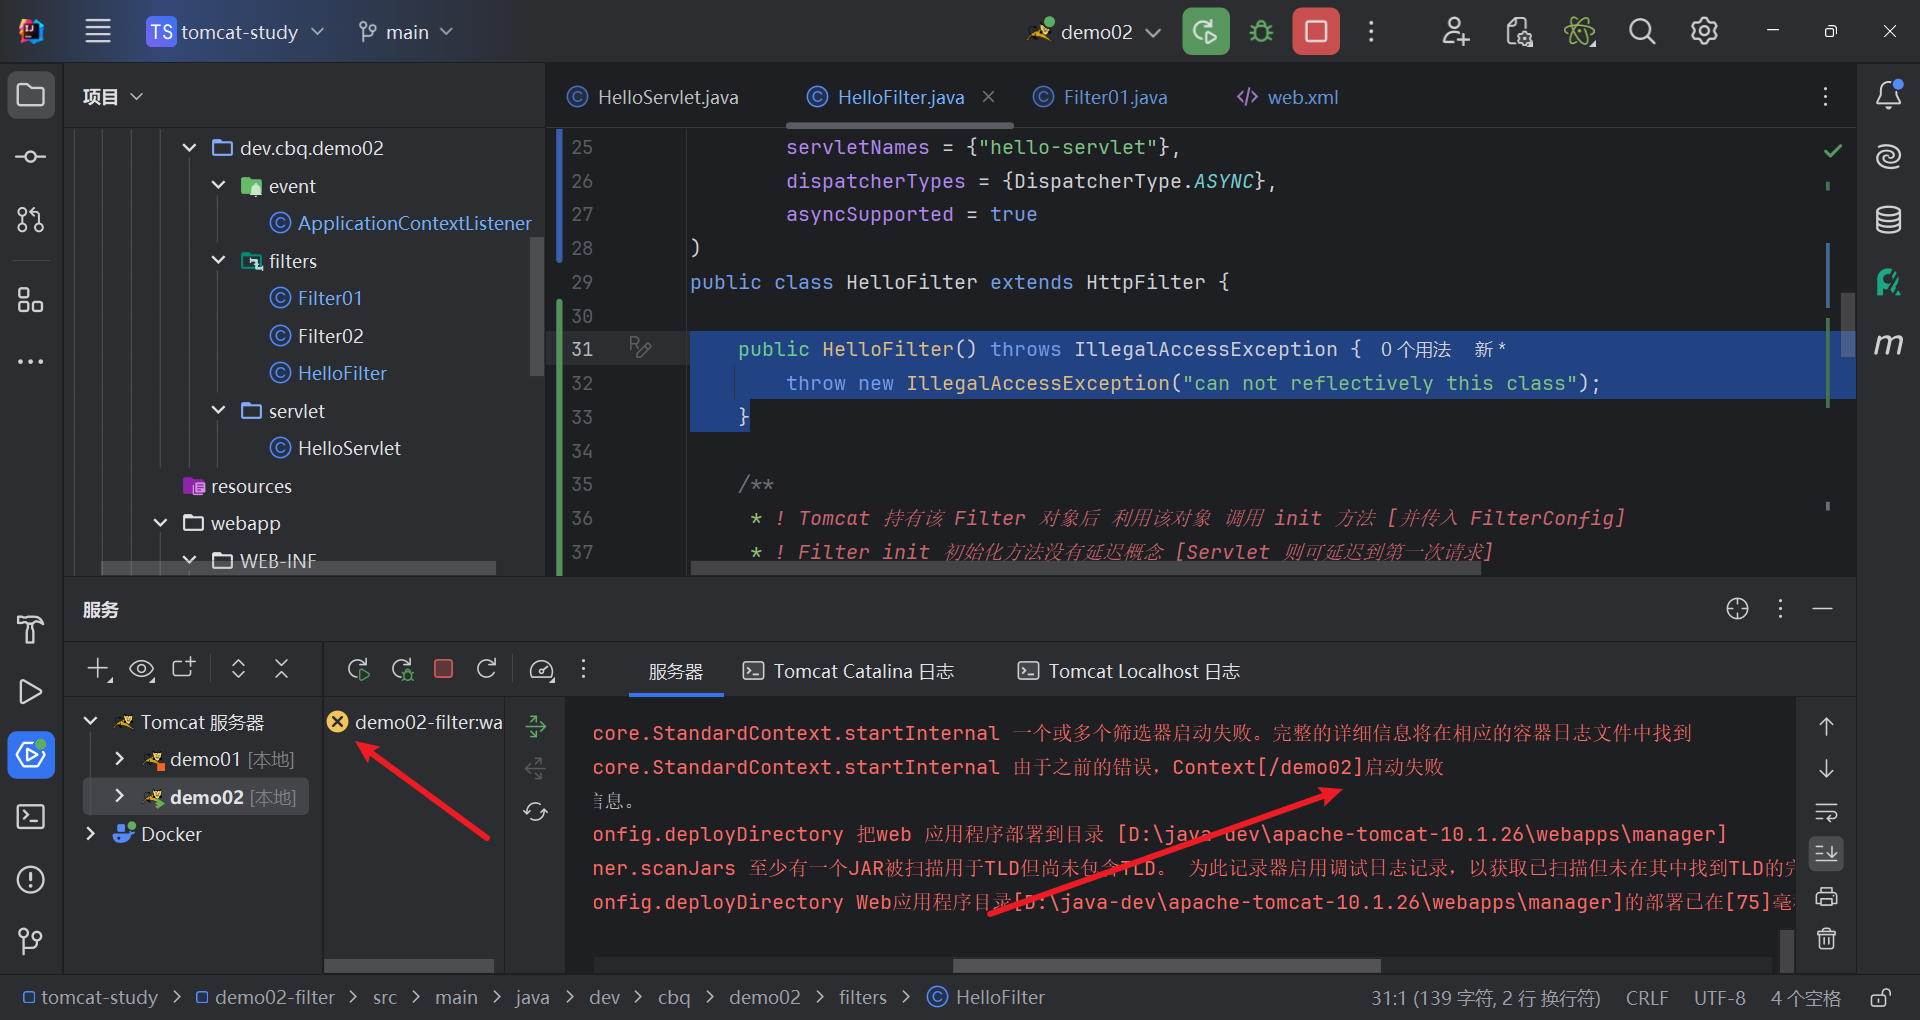 TS tomcat-study main demo02
项目
HelloServlet.java HelloFilter.java Filter01.java web.xml
dev.cbq.demo02
event
ApplicationContextListener
filters
Filter01
Filter02
HelloFilter
servlet
HelloServlet
resources
webapp
WEB-INF
25 servletNames = {"hello-servlet"},
26 dispatcherTypes = {DispatcherType.ASYNC},
27 asyncSupported = true
28 )
29 public class HelloFilter extends HttpFilter {
30
31 public HelloFilter() throws IllegalAccessException { 0 个用法 新 *
32 throw new IllegalAccessException("can not reflectively this class");
33 }
34
35 /**
36 * ! Tomcat 持有该 Filter 对象后 利用该对象 调用 init 方法 [并传入 FilterConfig]
37 * ! Filter init 初始化方法没有延迟概念 [Servlet 则可延迟到第一次请求]
服务
服务器 Tomcat Catalina 日志 Tomcat Localhost 日志
Tomcat 服务器
demo01 [本地]
demo02 [本地]
Docker
demo02-filter:wa
core.StandardContext.startInternal 一个或多个筛选器启动失败。完整的详细信息将在相应的容器日志文件中找到
core.StandardContext.startInternal 由于之前的错误，Context[/demo02]启动失败
信息。
onfig.deployDirectory 把web 应用程序部署到目录 [D:\java-dev\apache-tomcat-10.1.26\webapps\manager]
ner.scanJars 至少有一个JAR被扫描用于TLD但尚未包含TLD。 为此记录器启用调试日志记录，以获取已扫描但未在其中找到TLD的完
onfig.deployDirectory Web应用程序目录[D:\java-dev\apache-tomcat-10.1.26\webapps\manager]的部署已在[75]毫
tomcat-study > demo02-filter > src > main > java > dev > cbq > demo02 > filters > HelloFilter
31:1 (139 字符, 2 行 换行符) CRLF UTF-8 4 个空格